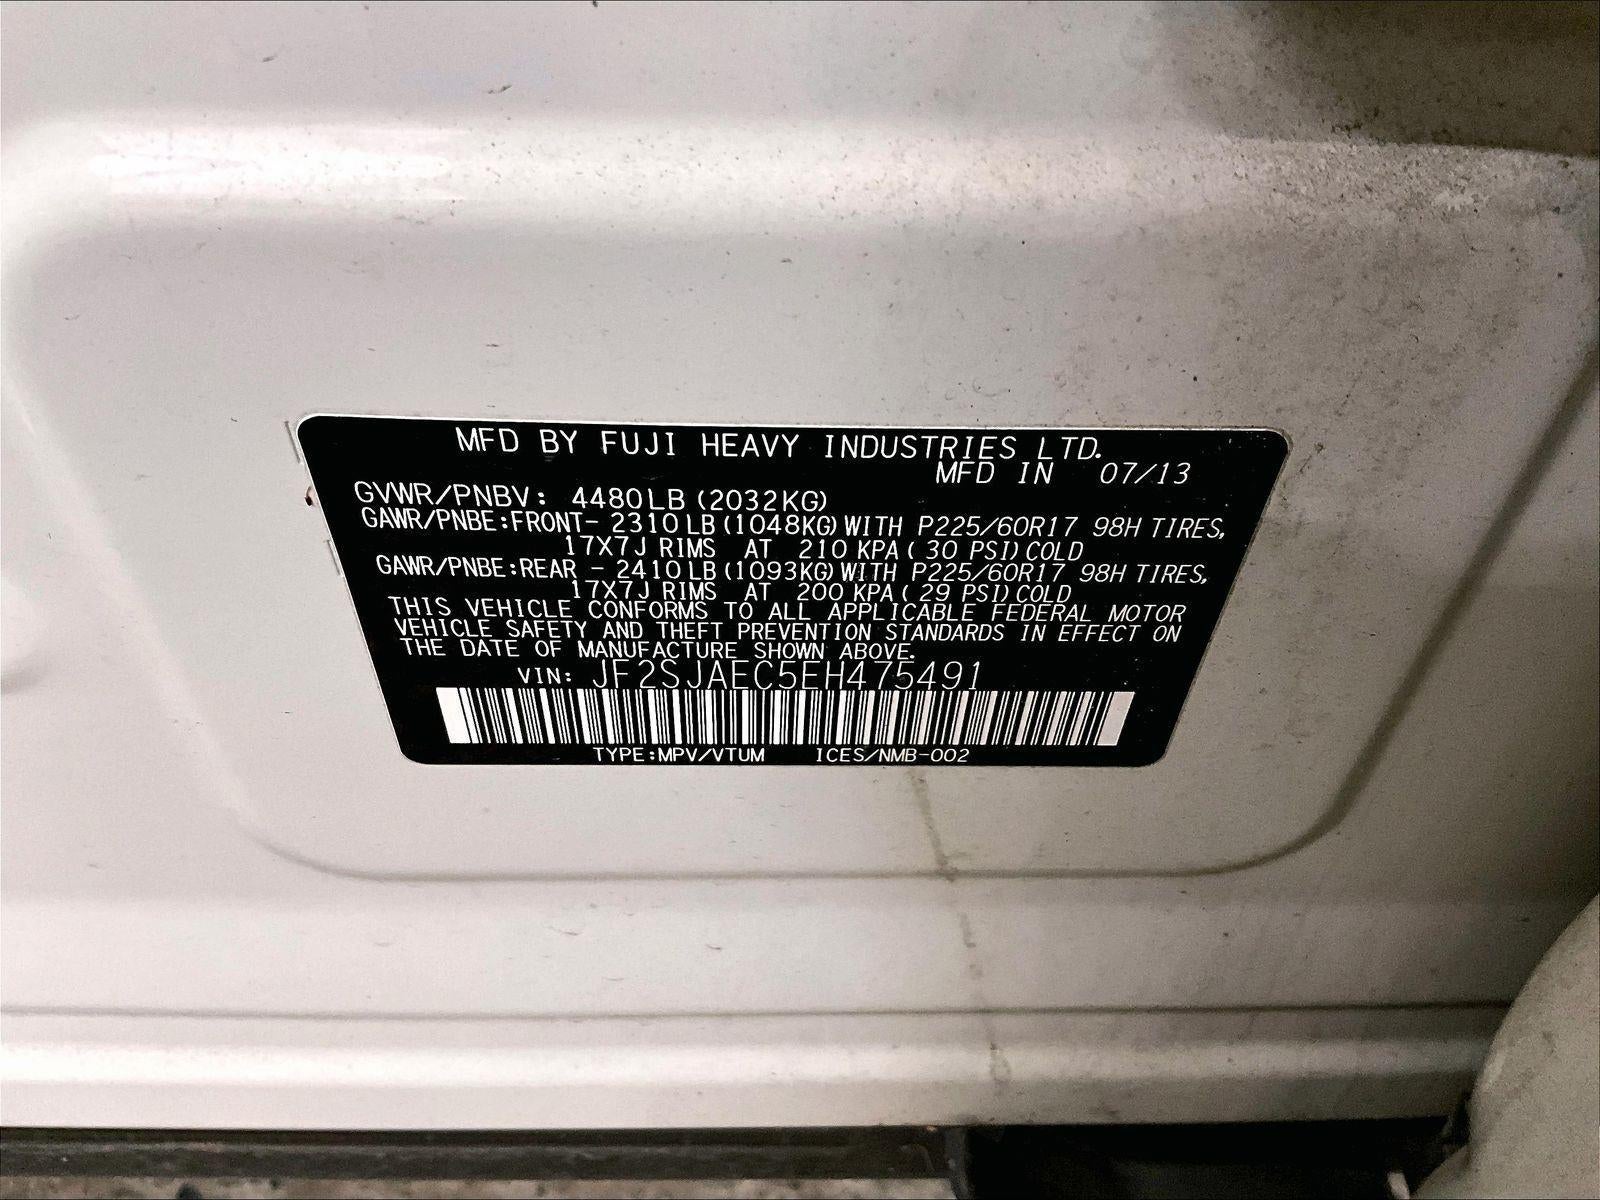 MFD BY FUJI HEAVY INDUSTRIES LTD.
MFD IN 07/13
GVWR/PNBV: 4480LB (2032KG)
GAWR/PNBE:FRONT- 2310LB (1048KG) WITH P225/60R17 98H TIRES,
17X7J RIMS AT 210 KPA ( 30 PSI) COLD
GAWR/PNBE:REAR - 2410LB (1093KG) WITH P225/60R17 98H TIRES,
17X7J RIMS AT 200 KPA ( 29 PSI) COLD
THIS VEHICLE CONFORMS TO ALL APPLICABLE FEDERAL MOTOR
VEHICLE SAFETY AND THEFT PREVENTION STANDARDS IN EFFECT ON
THE DATE OF MANUFACTURE SHOWN ABOVE.
VIN: JF2SJAEC5EH475491
TYPE:MPV/VTUM ICES/NMB-002